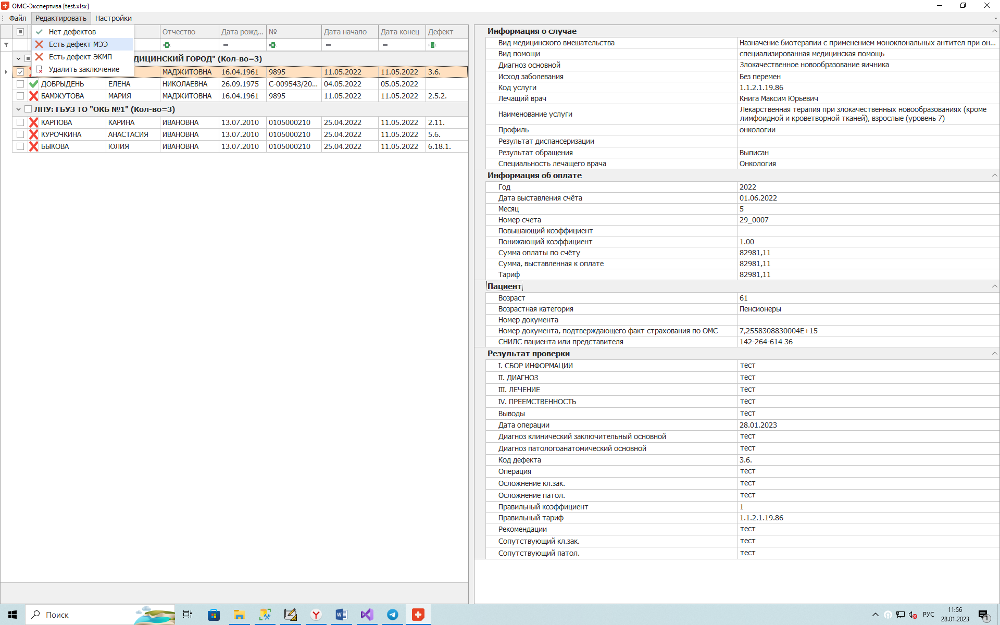 ОМС-Экспертиза [test.xlsx]
Файл Редактировать Настройки
Нет дефектов
Есть дефект МЭЭ
Есть дефект ЭКМП
Удалить заключение
Отчество Дата рожд... № Дата начало Дата конец Дефект
ДИЦИНСКИЙ ГОРОД" (Кол-во=3)
МАДЖИТОВНА 16.04.1961 9895 11.05.2022 11.05.2022 3.6.
ДОБРЫДЕНЬ ЕЛЕНА НИКОЛАЕВНА 26.09.1975 С-009543/20... 04.05.2022 05.05.2022
БАМЖУТОВА МАРИЯ МАДЖИТОВНА 16.04.1961 9895 11.05.2022 11.05.2022 2.5.2.
ЛПУ: ГБУЗ ТО "ОКБ №1" (Кол-во=3)
КАРПОВА КАРИНА ИВАНОВНА 13.07.2010 0105000210 25.04.2022 11.05.2022 2.11.
КУРОЧКИНА АНАСТАСИЯ ИВАНОВНА 13.07.2010 0105000210 25.04.2022 11.05.2022 5.6.
БЫКОВА ЮЛИЯ ИВАНОВНА 13.07.2010 0105000210 25.04.2022 11.05.2022 6.18.1.
Информация о случае
Вид медицинского вмешательства Назначение биотерапии с применением моноклональных антител при он...
Вид помощи специализированная медицинская помощь
Диагноз основной Злокачественное новообразование яичника
Исход заболевания Без перемен
Код услуги 1.1.2.1.19.86
Лечащий врач Книга Максим Юрьевич
Наименование услуги Лекарственная терапия при злокачественных новообразованиях (кроме
лимфоидной и кроветворной тканей), взрослые (уровень 7)
Профиль онкологии
Результат диспансеризации
Результат обращения Выписан
Специальность лечащего врача Онкология
Информация об оплате
Год 2022
Дата выставления счёта 01.06.2022
Месяц 5
Номер счета 29_0007
Повышающий коэффициент
Понижающий коэффициент 1.00
Сумма оплаты по счёту 82981,11
Сумма, выставленная к оплате 82981,11
Тариф 82981,11
Пациент
Возраст 61
Возрастная категория Пенсионеры
Номер документа
Номер документа, подтверждающего факт страхования по ОМС 7,2558308830004E+15
СНИЛС пациента или представителя 142-264-614 36
Результат проверки
I. СБОР ИНФОРМАЦИИ тест
II. ДИАГНОЗ тест
III. ЛЕЧЕНИЕ тест
IV. ПРЕЕМСТВЕННОСТЬ тест
Выводы тест
Дата операции 28.01.2023
Диагноз клинический заключительный основной тест
Диагноз патологоанатомический основной тест
Код дефекта 3.6.
Операция тест
Осложнение кл.зак. тест
Осложнение патол. тест
Правильный коэффициент 1
Правильный тариф 1.1.2.1.19.86
Рекомендации тест
Сопутствующий кл.зак. тест
Сопутствующий патол. тест
Поиск
РУС
11:56
28.01.2023
1